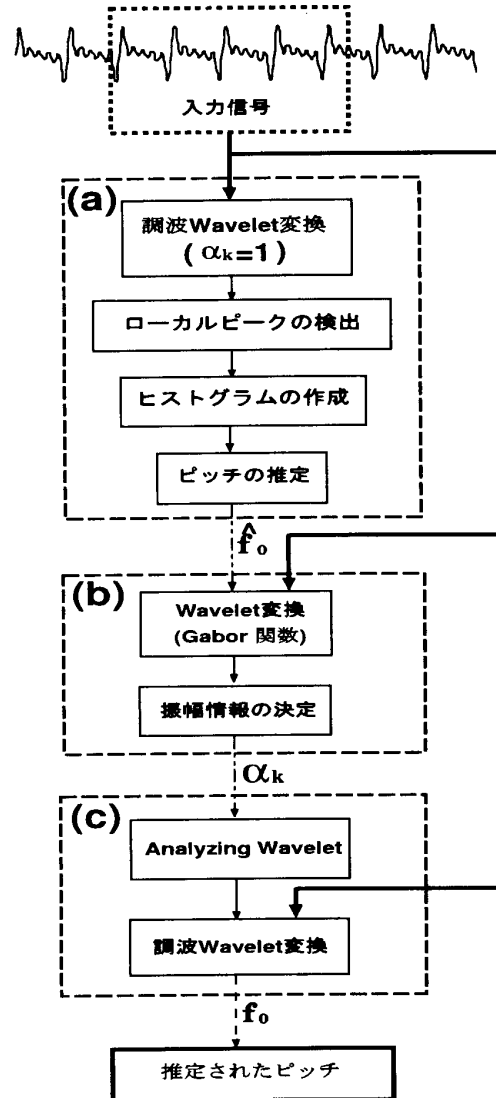 入力信号
(a)
調波Wavelet変換
( αk=1 )
ローカルピークの検出
ヒストグラムの作成
ピッチの推定
f̂o
(b)
Wavelet変換
(Gabor 関数)
振幅情報の決定
αk
(c)
Analyzing Wavelet
調波Wavelet変換
fo
推定されたピッチ